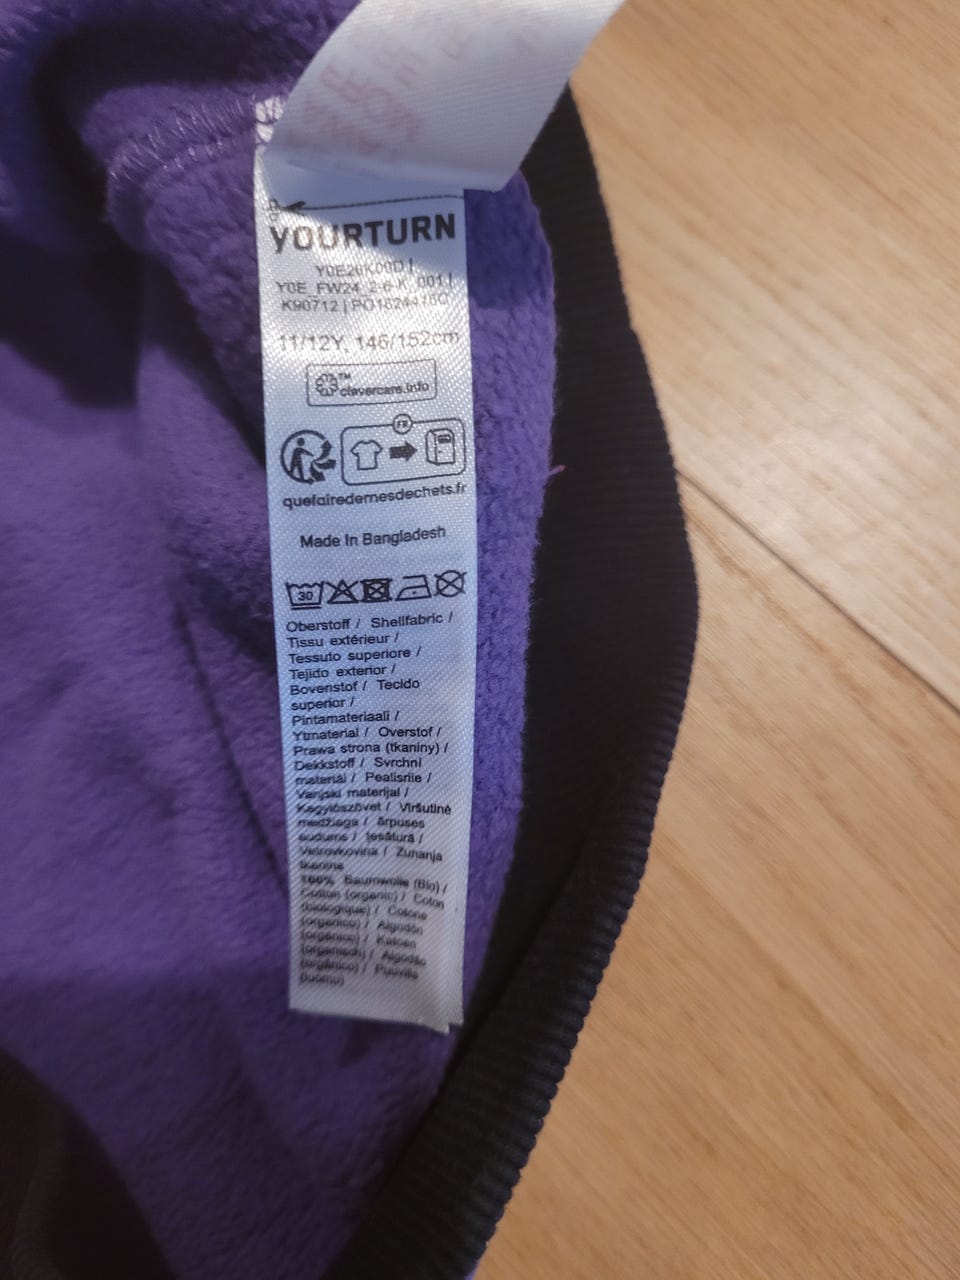 YOURTURN
Y0E26K00D |
Y0E_FW24_2-6-K_001 |
K90712 |
11/12Y, 146/152cm
clevercare.info
FR
quefairedemesdechets.fr
Made In Bangladesh
30
Oberstoff / Shellfabric /
Tissu extérieur /
Tessuto superiore /
Tejido exterior /
Bovenstof / Tecido
superior /
Pintamateriaali /
Ytmaterial / Overstof /
Prawa strona (tkaniny) /
Dekkstoff / Svrchní
materiál / Pealisriie /
Vanjski materijal /
Kagylószövet / Viršutinė
medžiaga / ārpuses
audums / țesătură /
Vetrovkovina / Zunanja
tkanina
100% Baumwolle (Bio) /
Cotton (organic) / Coton
(biologique) / Cotone
(organico) / Algodón
(orgánico) / Katoen
(organisch) / Algodão
(orgânico) / Puuvilla
(luomu)